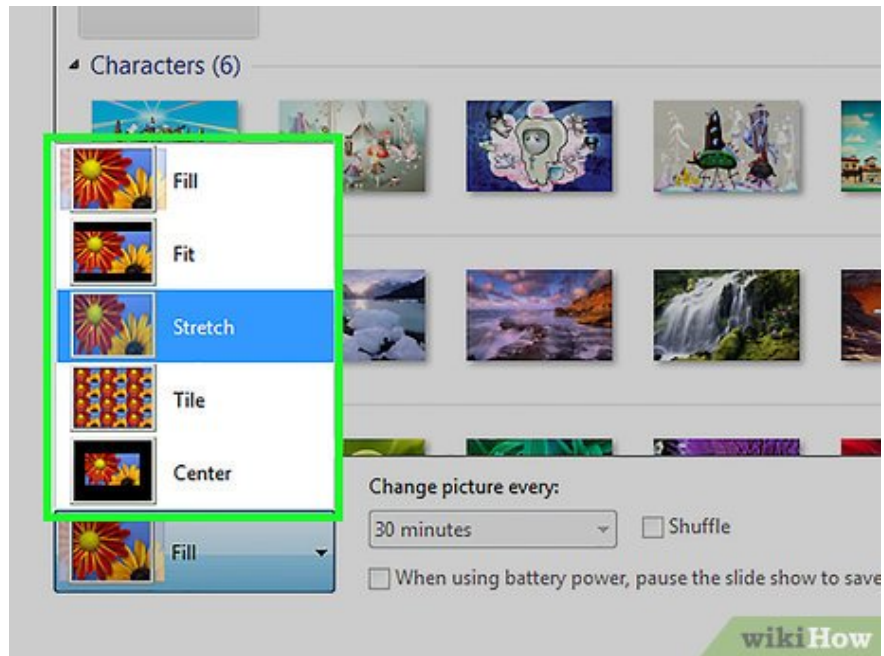 Characters (6)
Fill
Fit
Stretch
Tile
Center
Change picture every:
Fill
30 minutes
Shuffle
When using battery power, pause the slide show to save
wikiHow